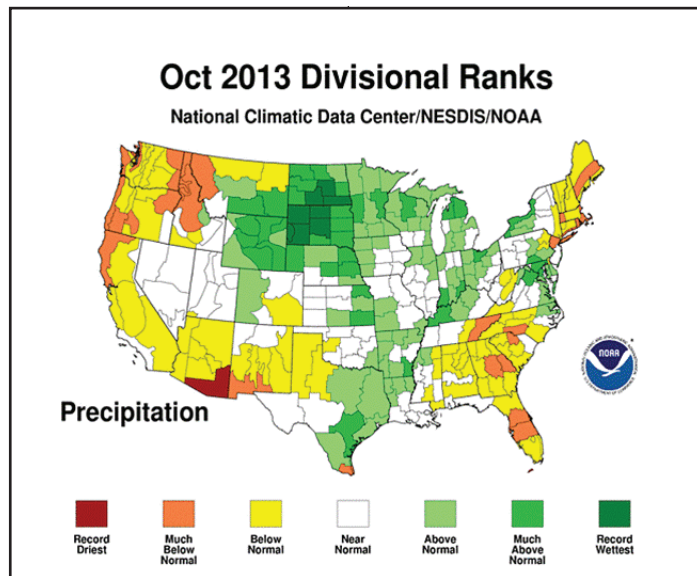 Oct 2013 Divisional Ranks
National Climatic Data Center/NESDIS/NOAA
Precipitation
NOAA
Record
Driest
Much
Below
Normal
Below
Normal
Near
Normal
Above
Normal
Much
Above
Normal
Record
Wettest